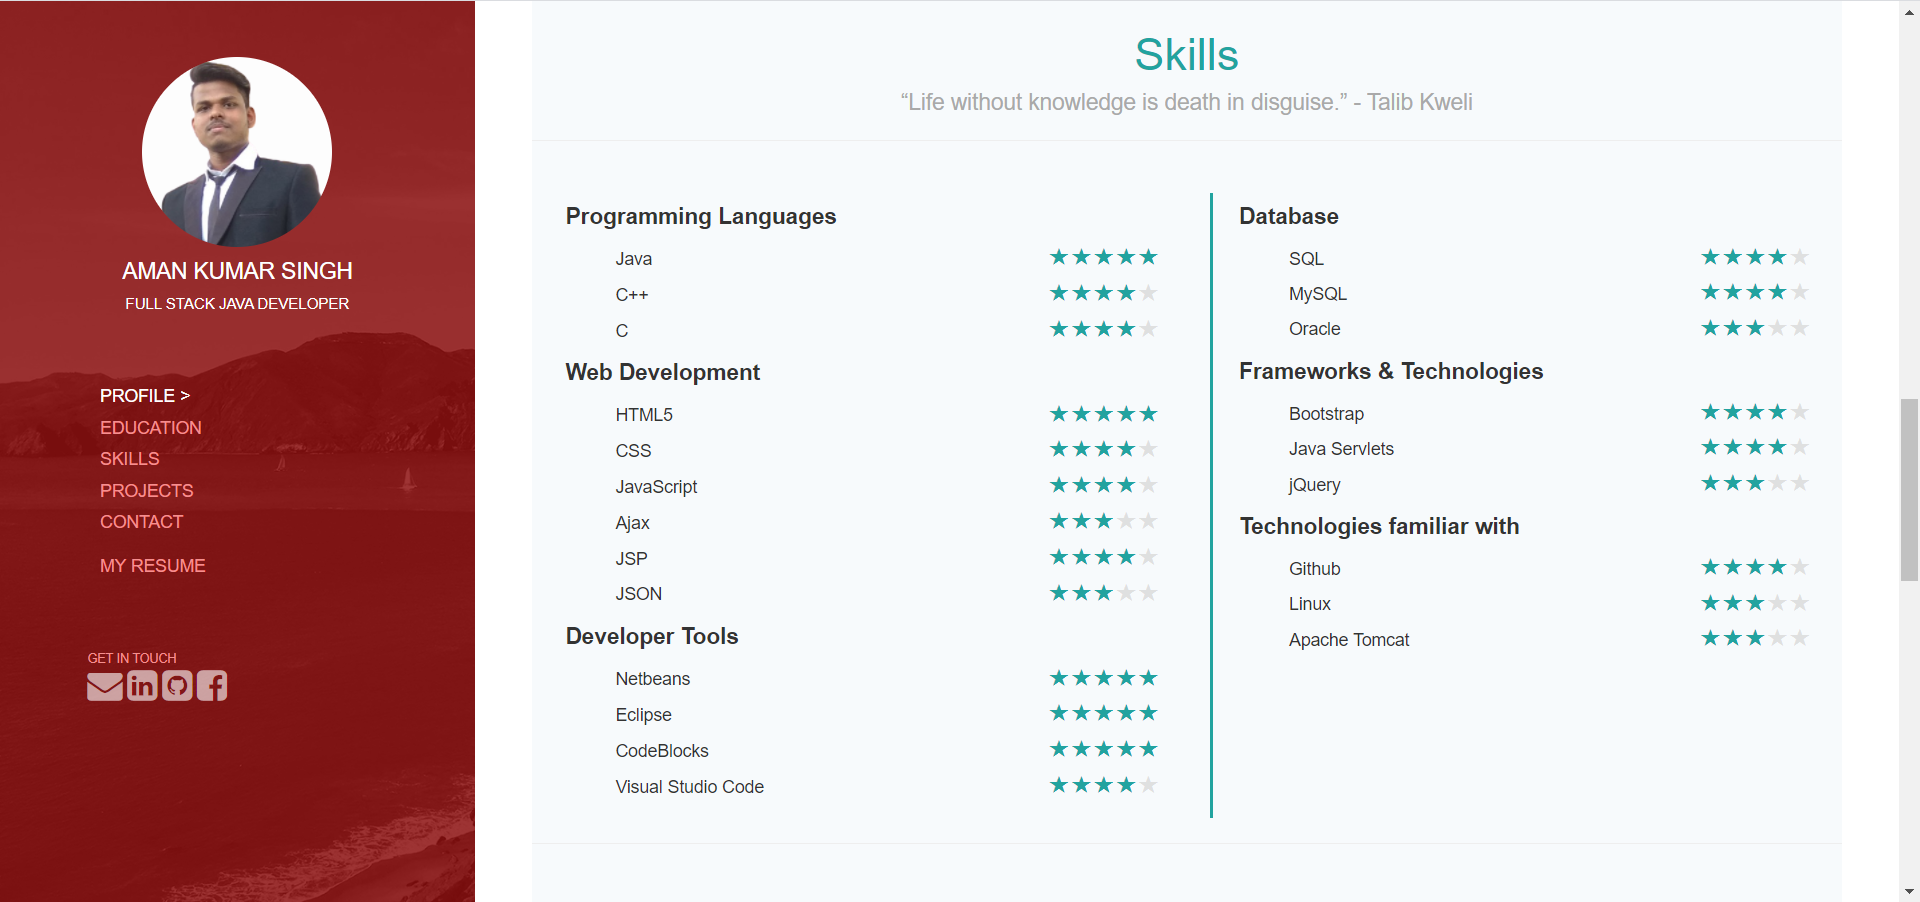 AMAN KUMAR SINGH
FULL STACK JAVA DEVELOPER
PROFILE >
EDUCATION
SKILLS
PROJECTS
CONTACT
MY RESUME
GET IN TOUCH
Skills
“Life without knowledge is death in disguise.” - Talib Kweli
Programming Languages
Java
C++
C
Web Development
HTML5
CSS
JavaScript
Ajax
JSP
JSON
Developer Tools
Netbeans
Eclipse
CodeBlocks
Visual Studio Code
Database
SQL
MySQL
Oracle
Frameworks & Technologies
Bootstrap
Java Servlets
jQuery
Technologies familiar with
Github
Linux
Apache Tomcat